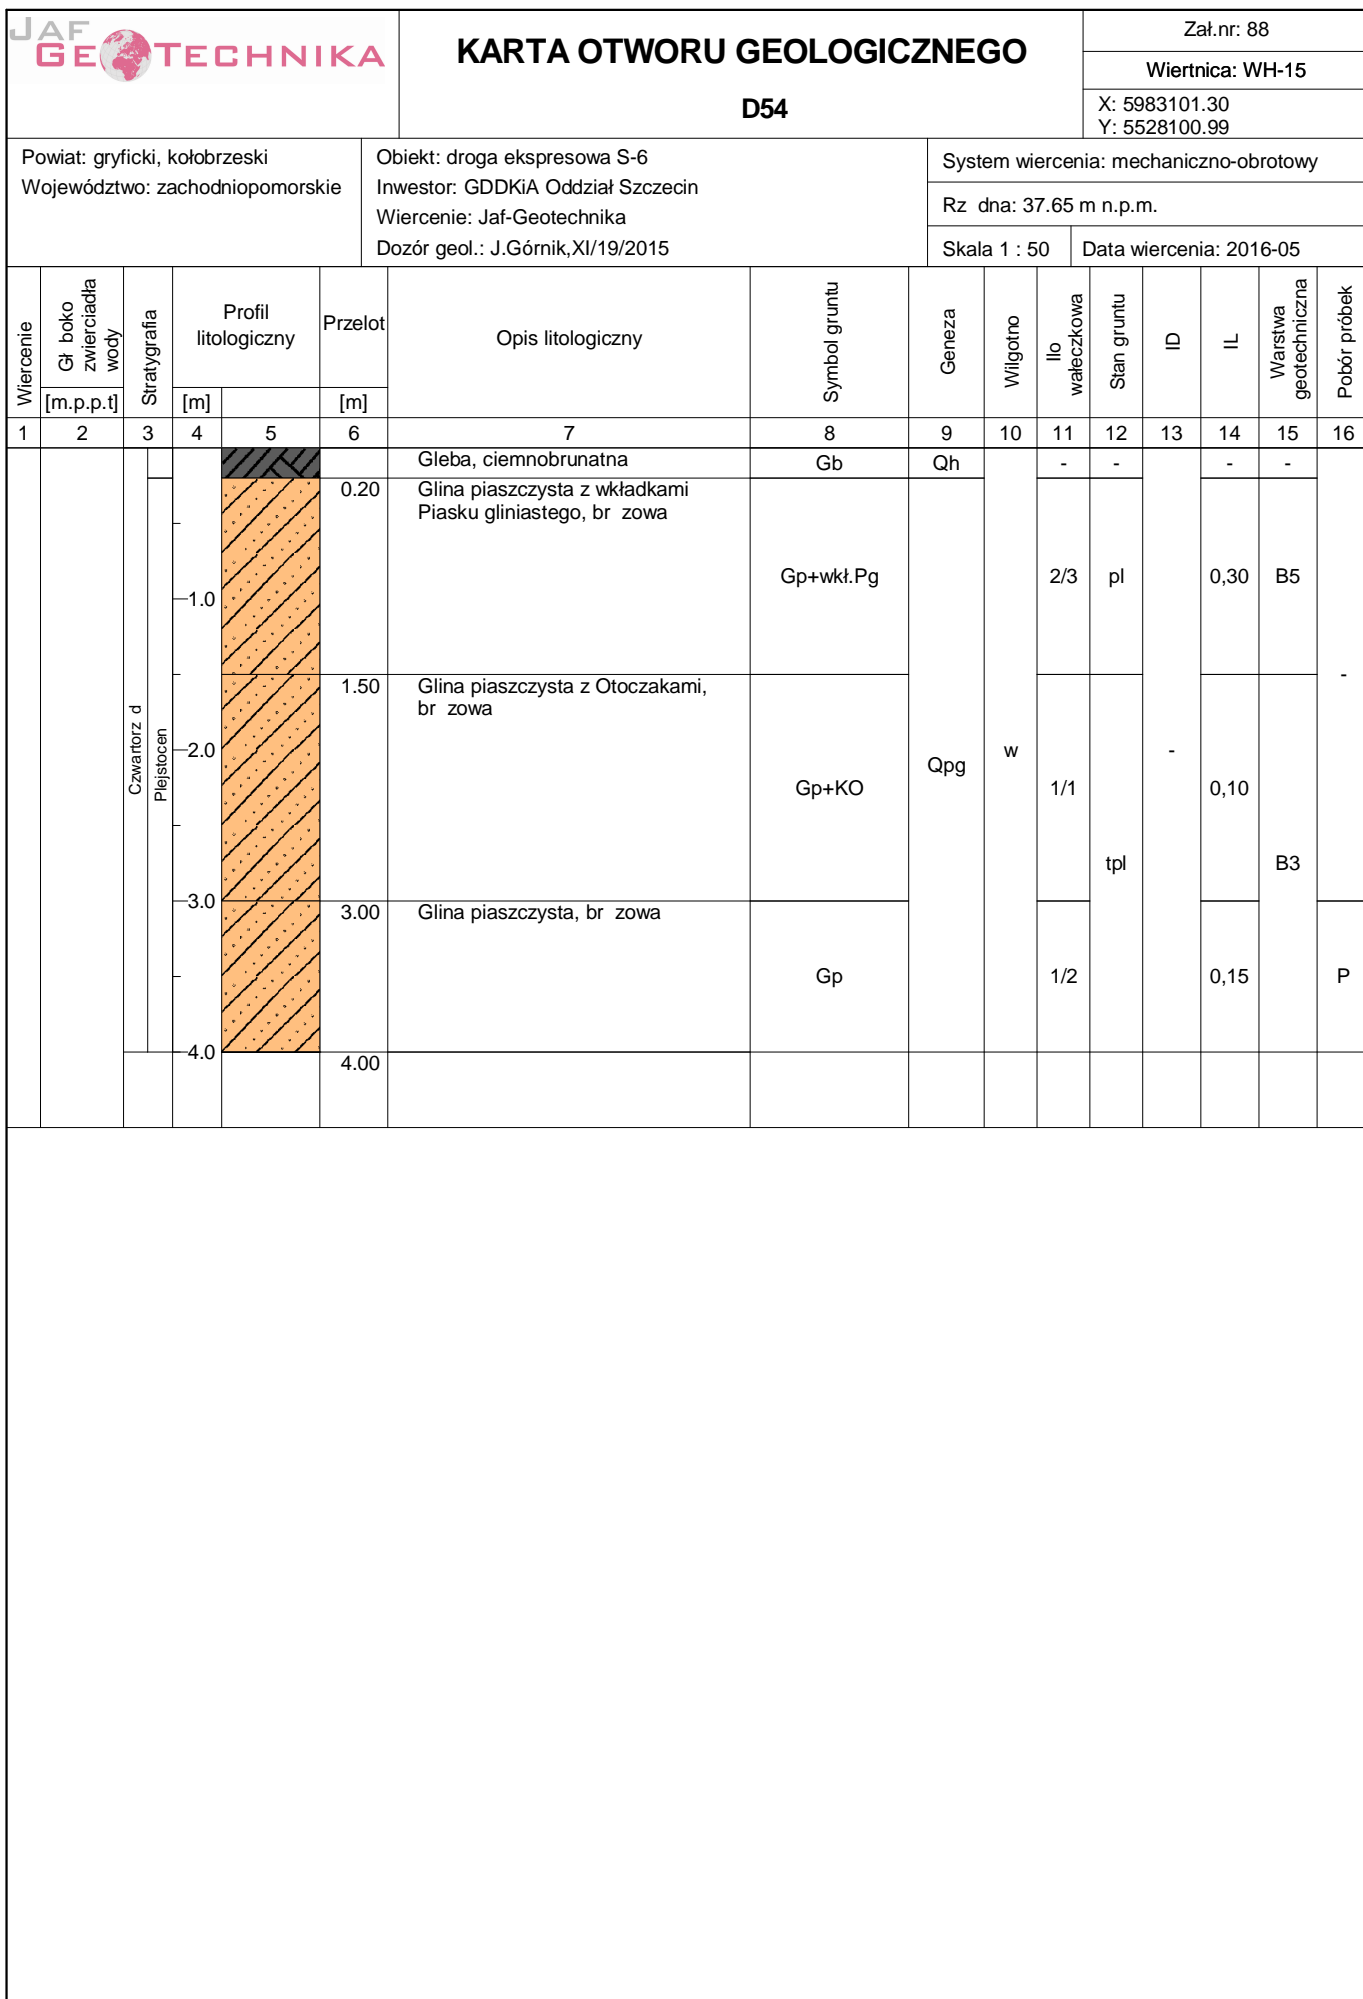 JAF
GEOTECHNIKA
KARTA OTWORU GEOLOGICZNEGO
D54
Zał.nr: 88
Wiertnica: WH-15
X: 5983101.30
Y: 5528100.99
Powiat: gryficki, kołobrzeski
Województwo: zachodniopomorskie
Obiekt: droga ekspresowa S-6
Inwestor: GDDKiA Oddział Szczecin
Wiercenie: Jaf-Geotechnika
Dozór geol.: J.Górnik,XI/19/2015
System wiercenia: mechaniczno-obrotowy
Rz dna: 37.65 m n.p.m.
Skala 1 : 50
Data wiercenia: 2016-05
Wiercenie
Gł boko
zwierciadła
wody
[m.p.p.t]
Stratygrafia
Profil
litologiczny
[m]
Przelot
[m]
Opis litologiczny
Symbol gruntu
Geneza
Wilgotno
Ilo
wałeczkowa
Stan gruntu
ID
IL
Warstwa
geotechniczna
Pobór próbek
1 2 3 4 5 6 7 8 9 10 11 12 13 14 15 16
Gleba, ciemnobrunatna Gb Qh - - - -
0.20 Glina piaszczysta z wkładkami
Piasku gliniastego, br zowa
Gp+wkł.Pg 2/3 pl 0,30 B5
1.0
1.50 Glina piaszczysta z Otoczakami,
br zowa
-
Czwartorz d
Plejstocen
2.0
Gp+KO Qpg w 1/1 - 0,10
tpl B3
3.0
3.00 Glina piaszczysta, br zowa
Gp 1/2 0,15 P
4.0
4.00